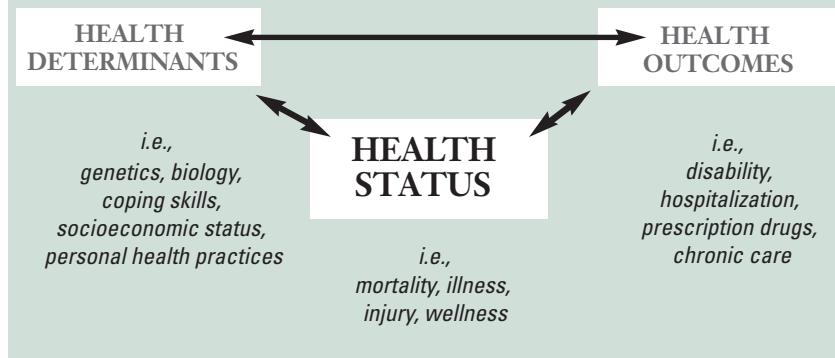 HEALTH
DETERMINANTS
HEALTH
OUTCOMES
HEALTH
STATUS
i.e.,
genetics, biology,
coping skills,
socioeconomic status,
personal health practices
i.e.,
mortality, illness,
injury, wellness
i.e.,
disability,
hospitalization,
prescription drugs,
chronic care